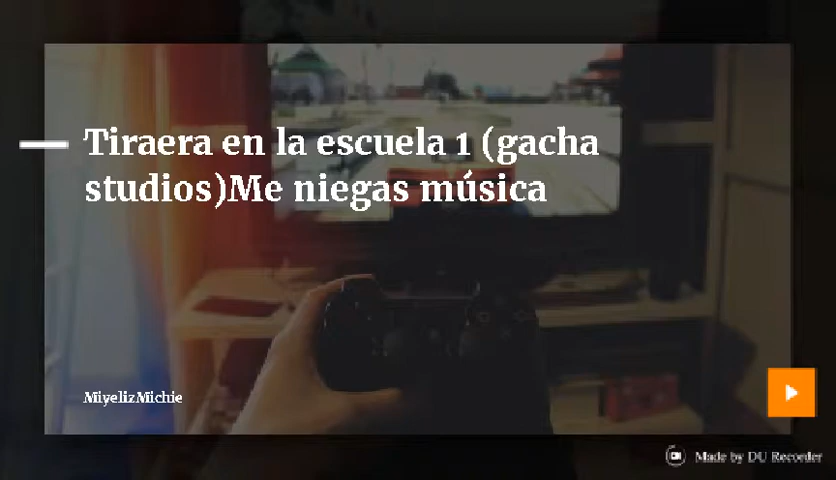 Tiraera en la escuela 1 (gacha
studios)Me niegas música
MiyelizMichie
Made by DU Recorder